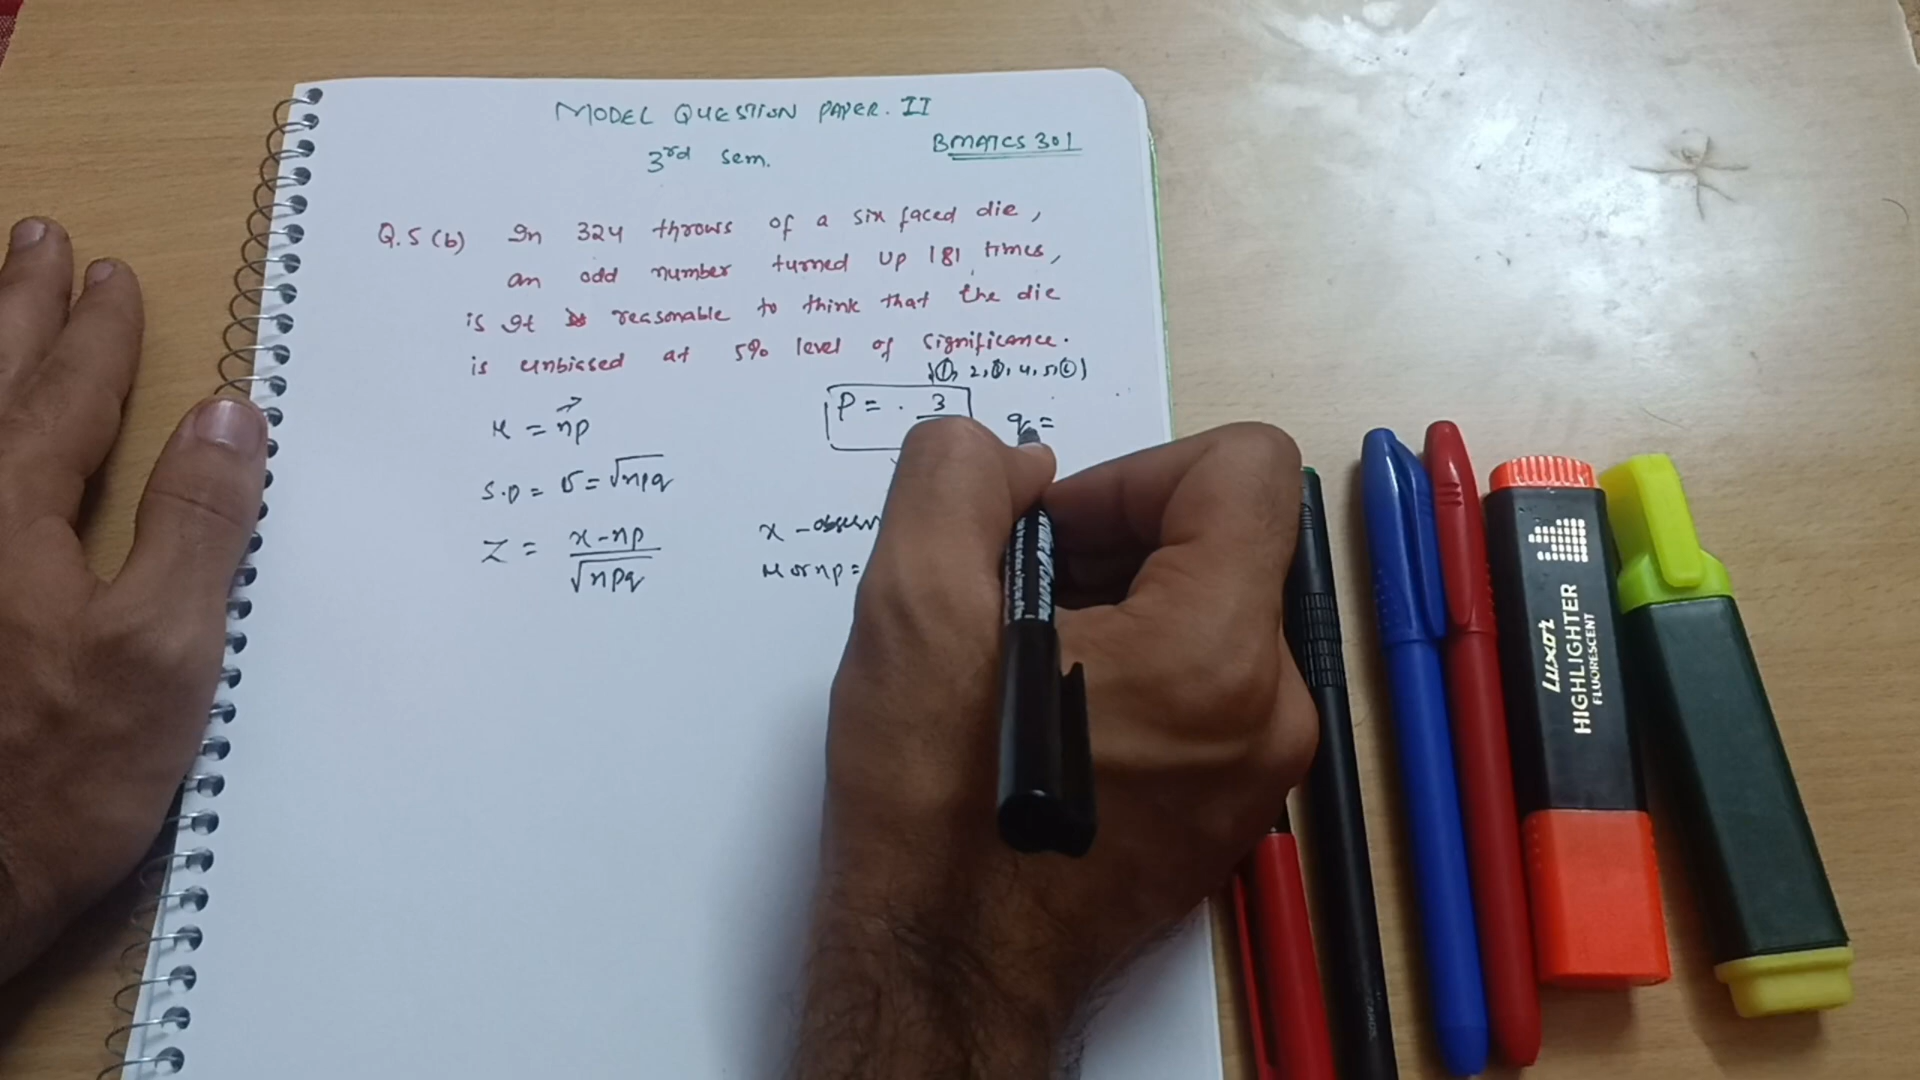 MODEL QUESTION PAPER. II
3rd sem.
BMATCS 301
Q.5 (b) In 324 throws of a six faced die,
an odd number turned up 181 times,
is It reasonable to think that the die
is unbiased at 5% level of significance.
{1, 2, 3, 4, 5, 6}
μ = np
P = . 3
q =
S.D = σ = √npq
Z = x - np / √npq
x - observ
μ or np =
Luxor
HIGHLIGHTER
FLUORESCENT